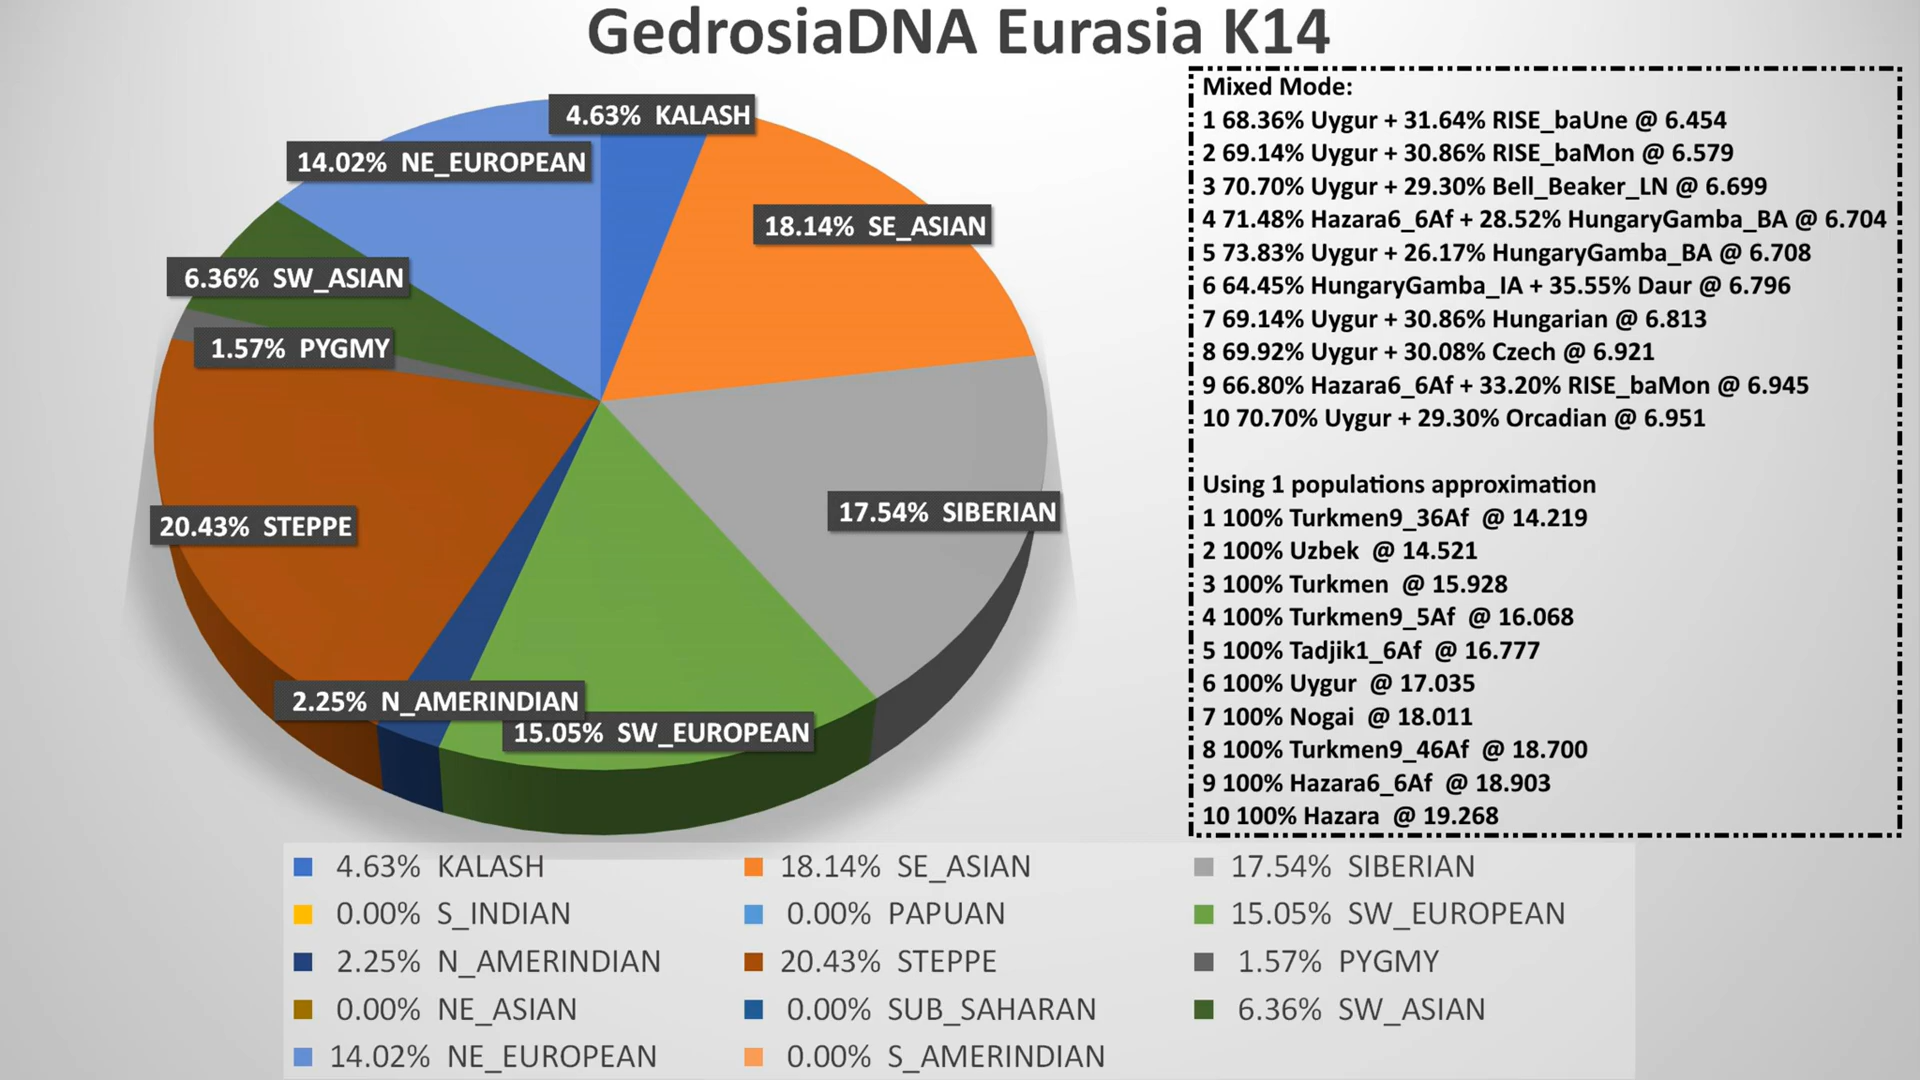 GedrosiaDNA Eurasia K14
4.63% KALASH
14.02% NE_EUROPEAN
18.14% SE_ASIAN
6.36% SW_ASIAN
1.57% PYGMY
20.43% STEPPE
17.54% SIBERIAN
2.25% N_AMERINDIAN
15.05% SW_EUROPEAN
Mixed Mode:
1 68.36% Uygur + 31.64% RISE_baUne @ 6.454
2 69.14% Uygur + 30.86% RISE_baMon @ 6.579
3 70.70% Uygur + 29.30% Bell_Beaker_LN @ 6.699
4 71.48% Hazara6_6Af + 28.52% HungaryGamba_BA @ 6.704
5 73.83% Uygur + 26.17% HungaryGamba_BA @ 6.708
6 64.45% HungaryGamba_IA + 35.55% Daur @ 6.796
7 69.14% Uygur + 30.86% Hungarian @ 6.813
8 69.92% Uygur + 30.08% Czech @ 6.921
9 66.80% Hazara6_6Af + 33.20% RISE_baMon @ 6.945
10 70.70% Uygur + 29.30% Orcadian @ 6.951
Using 1 populations approximation
1 100% Turkmen9_36Af @ 14.219
2 100% Uzbek @ 14.521
3 100% Turkmen @ 15.928
4 100% Turkmen9_5Af @ 16.068
5 100% Tadjik1_6Af @ 16.777
6 100% Uygur @ 17.035
7 100% Nogai @ 18.011
8 100% Turkmen9_46Af @ 18.700
9 100% Hazara6_6Af @ 18.903
10 100% Hazara @ 19.268
4.63% KALASH
18.14% SE_ASIAN
17.54% SIBERIAN
0.00% S_INDIAN
0.00% PAPUAN
15.05% SW_EUROPEAN
2.25% N_AMERINDIAN
20.43% STEPPE
1.57% PYGMY
0.00% NE_ASIAN
0.00% SUB_SAHARAN
6.36% SW_ASIAN
14.02% NE_EUROPEAN
0.00% S_AMERINDIAN